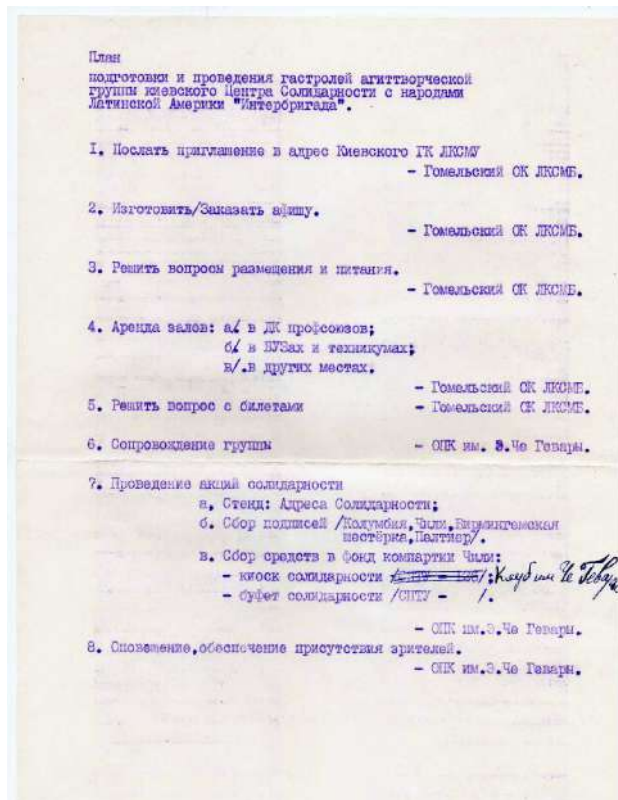 План
подготовки и проведения гастролей агиттворческой
группы киевского Центра Солидарности с народами
Латинской Америки "Интербригада".
1. Послать приглашение в адрес Киевского ГК ЛКСМУ
- Гомельский ОК ЛКСМБ.
2. Изготовить/Заказать афишу.
- Гомельский ОК ЛКСМБ.
3. Решить вопросы размещения и питания.
- Гомельский ОК ЛКСМБ.
4. Аренда залов: а/ в ДК профсоюзов;
б/ в ВУЗах и техникумах;
в/.в других местах.
- Гомельский ОК ЛКСМБ.
5. Решить вопрос с билетами - Гомельский ОК ЛКСМБ.
6. Сопровождение группы - ОПК им. Э.Че Гевары.
7. Проведение акций солидарности
а. Стенд: Адреса Солидарности;
б. Сбор подписей /Колумбия,Чили,Бирмингемская
шестёрка,Палтиер/.
в. Сбор средств в фонд компартии Чили:
- киоск солидарности /; Клуб им Че Гевары
- буфет солидарности /СПТУ - /.
- ОПК им.Э.Че Гевары.
8. Оповещение,обеспечение присутствия зрителей.
- ОПК им.Э.Че Гевары.